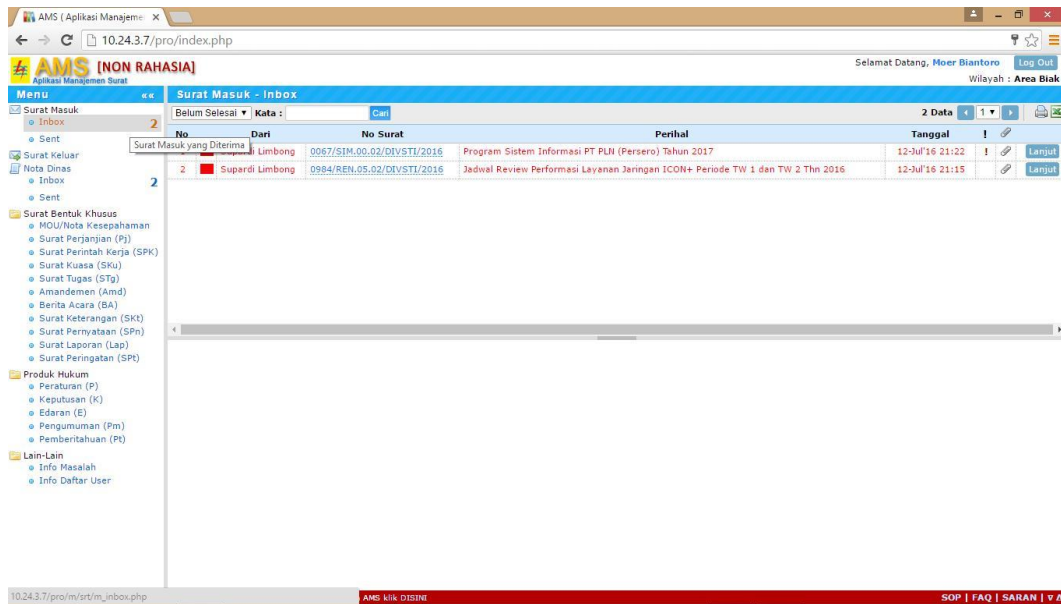 AMS ( Aplikasi Manajeme
10.24.3.7/pro/index.php
AMS [NON RAHASIA]
Aplikasi Manajemen Surat
Selamat Datang, Moer Biantoro Log Out
Wilayah : Area Biak
Menu ««
Surat Masuk - Inbox
Surat Masuk
Inbox 2
Sent
Surat Masuk yang Diterima
Surat Keluar
Nota Dinas
Inbox 2
Sent
Surat Bentuk Khusus
MOU/Nota Kesepahaman
Surat Perjanjian (Pj)
Surat Perintah Kerja (SPK)
Surat Kuasa (SKu)
Surat Tugas (STg)
Amandemen (Amd)
Berita Acara (BA)
Surat Keterangan (SKt)
Surat Pernyataan (SPn)
Surat Laporan (Lap)
Surat Peringatan (SPt)
Produk Hukum
Peraturan (P)
Keputusan (K)
Edaran (E)
Pengumuman (Pm)
Pemberitahuan (Pt)
Lain-Lain
Info Masalah
Info Daftar User
Belum Selesai Kata : Cari 2 Data 1
No Dari No Surat Perihal Tanggal !
Supardi Limbong 0067/SIM.00.02/DIVSTI/2016 Program Sistem Informasi PT PLN (Persero) Tahun 2017 12-Jul'16 21:22 ! Lanjut
2 Supardi Limbong 0984/REN.05.02/DIVSTI/2016 Jadwal Review Performasi Layanan Jaringan ICON+ Periode TW 1 dan TW 2 Thn 2016 12-Jul'16 21:15 Lanjut
10.24.3.7/pro/m/srt/m_inbox.php
AMS klik DISINI
SOP | FAQ | SARAN |